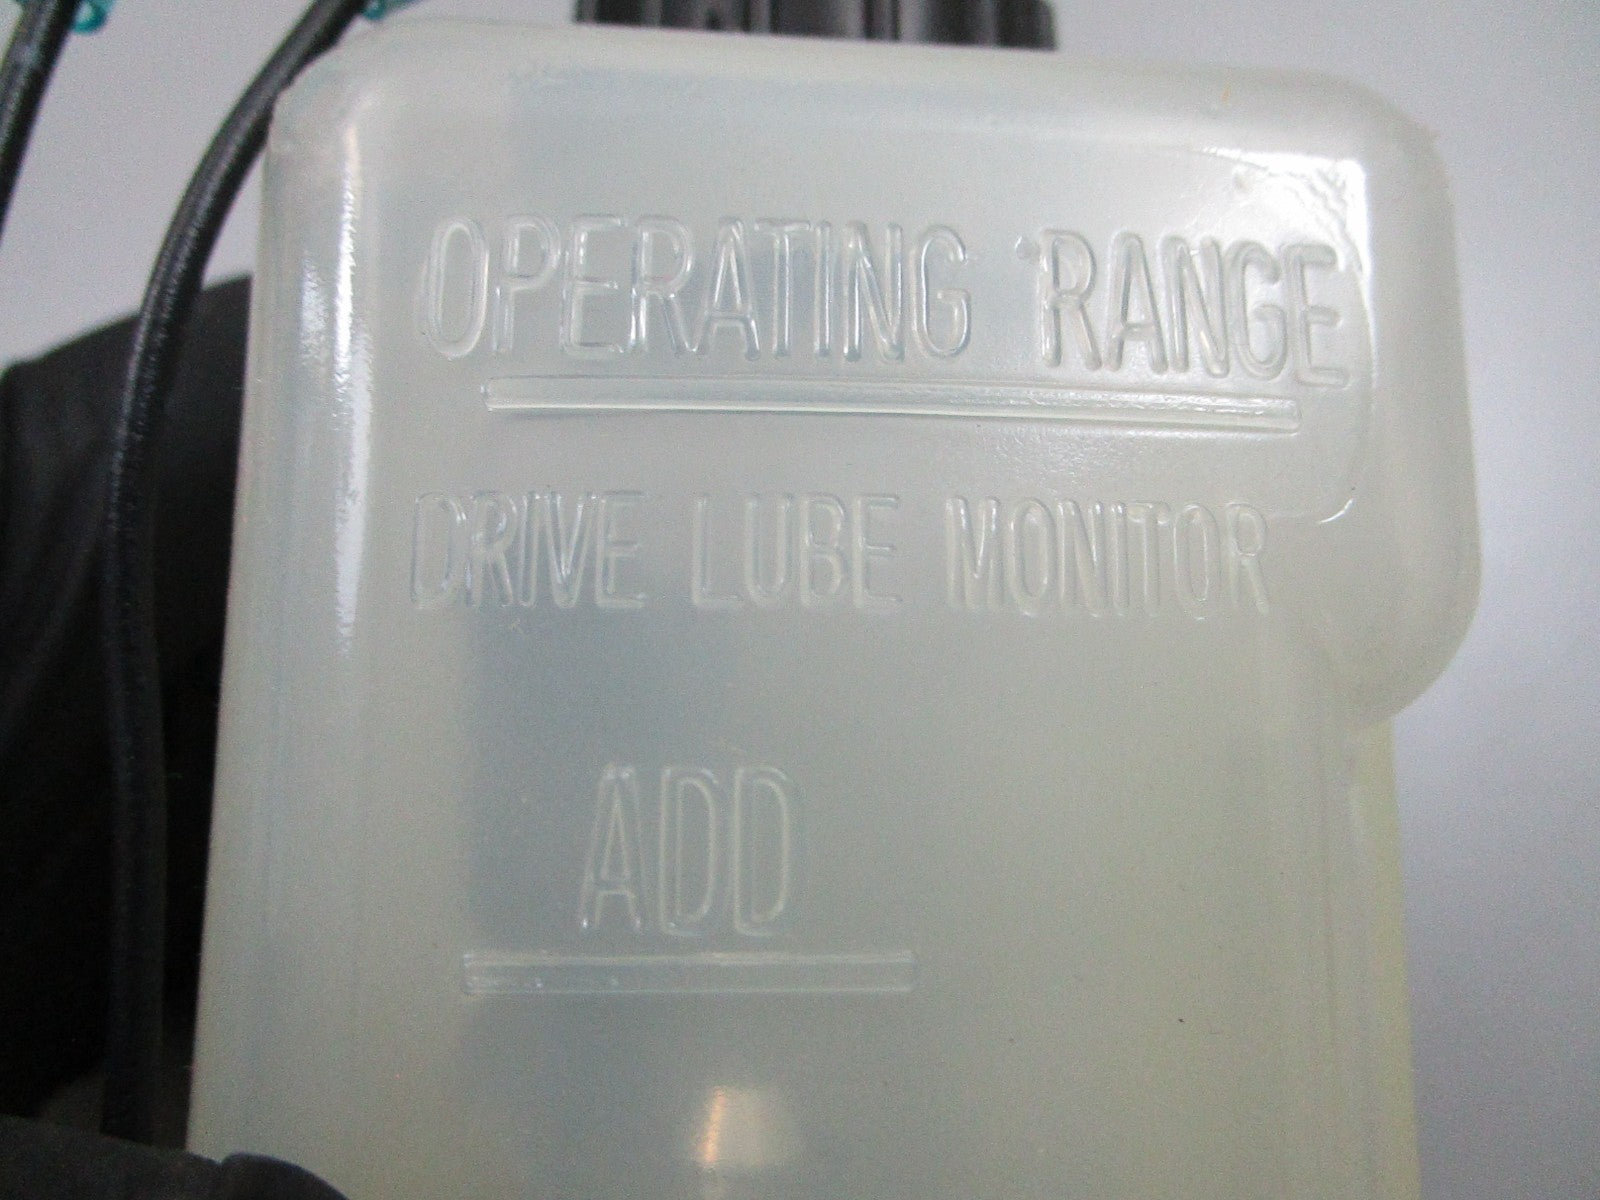 OPERATING RANGE
DRIVE LUBE MONITOR
ADD